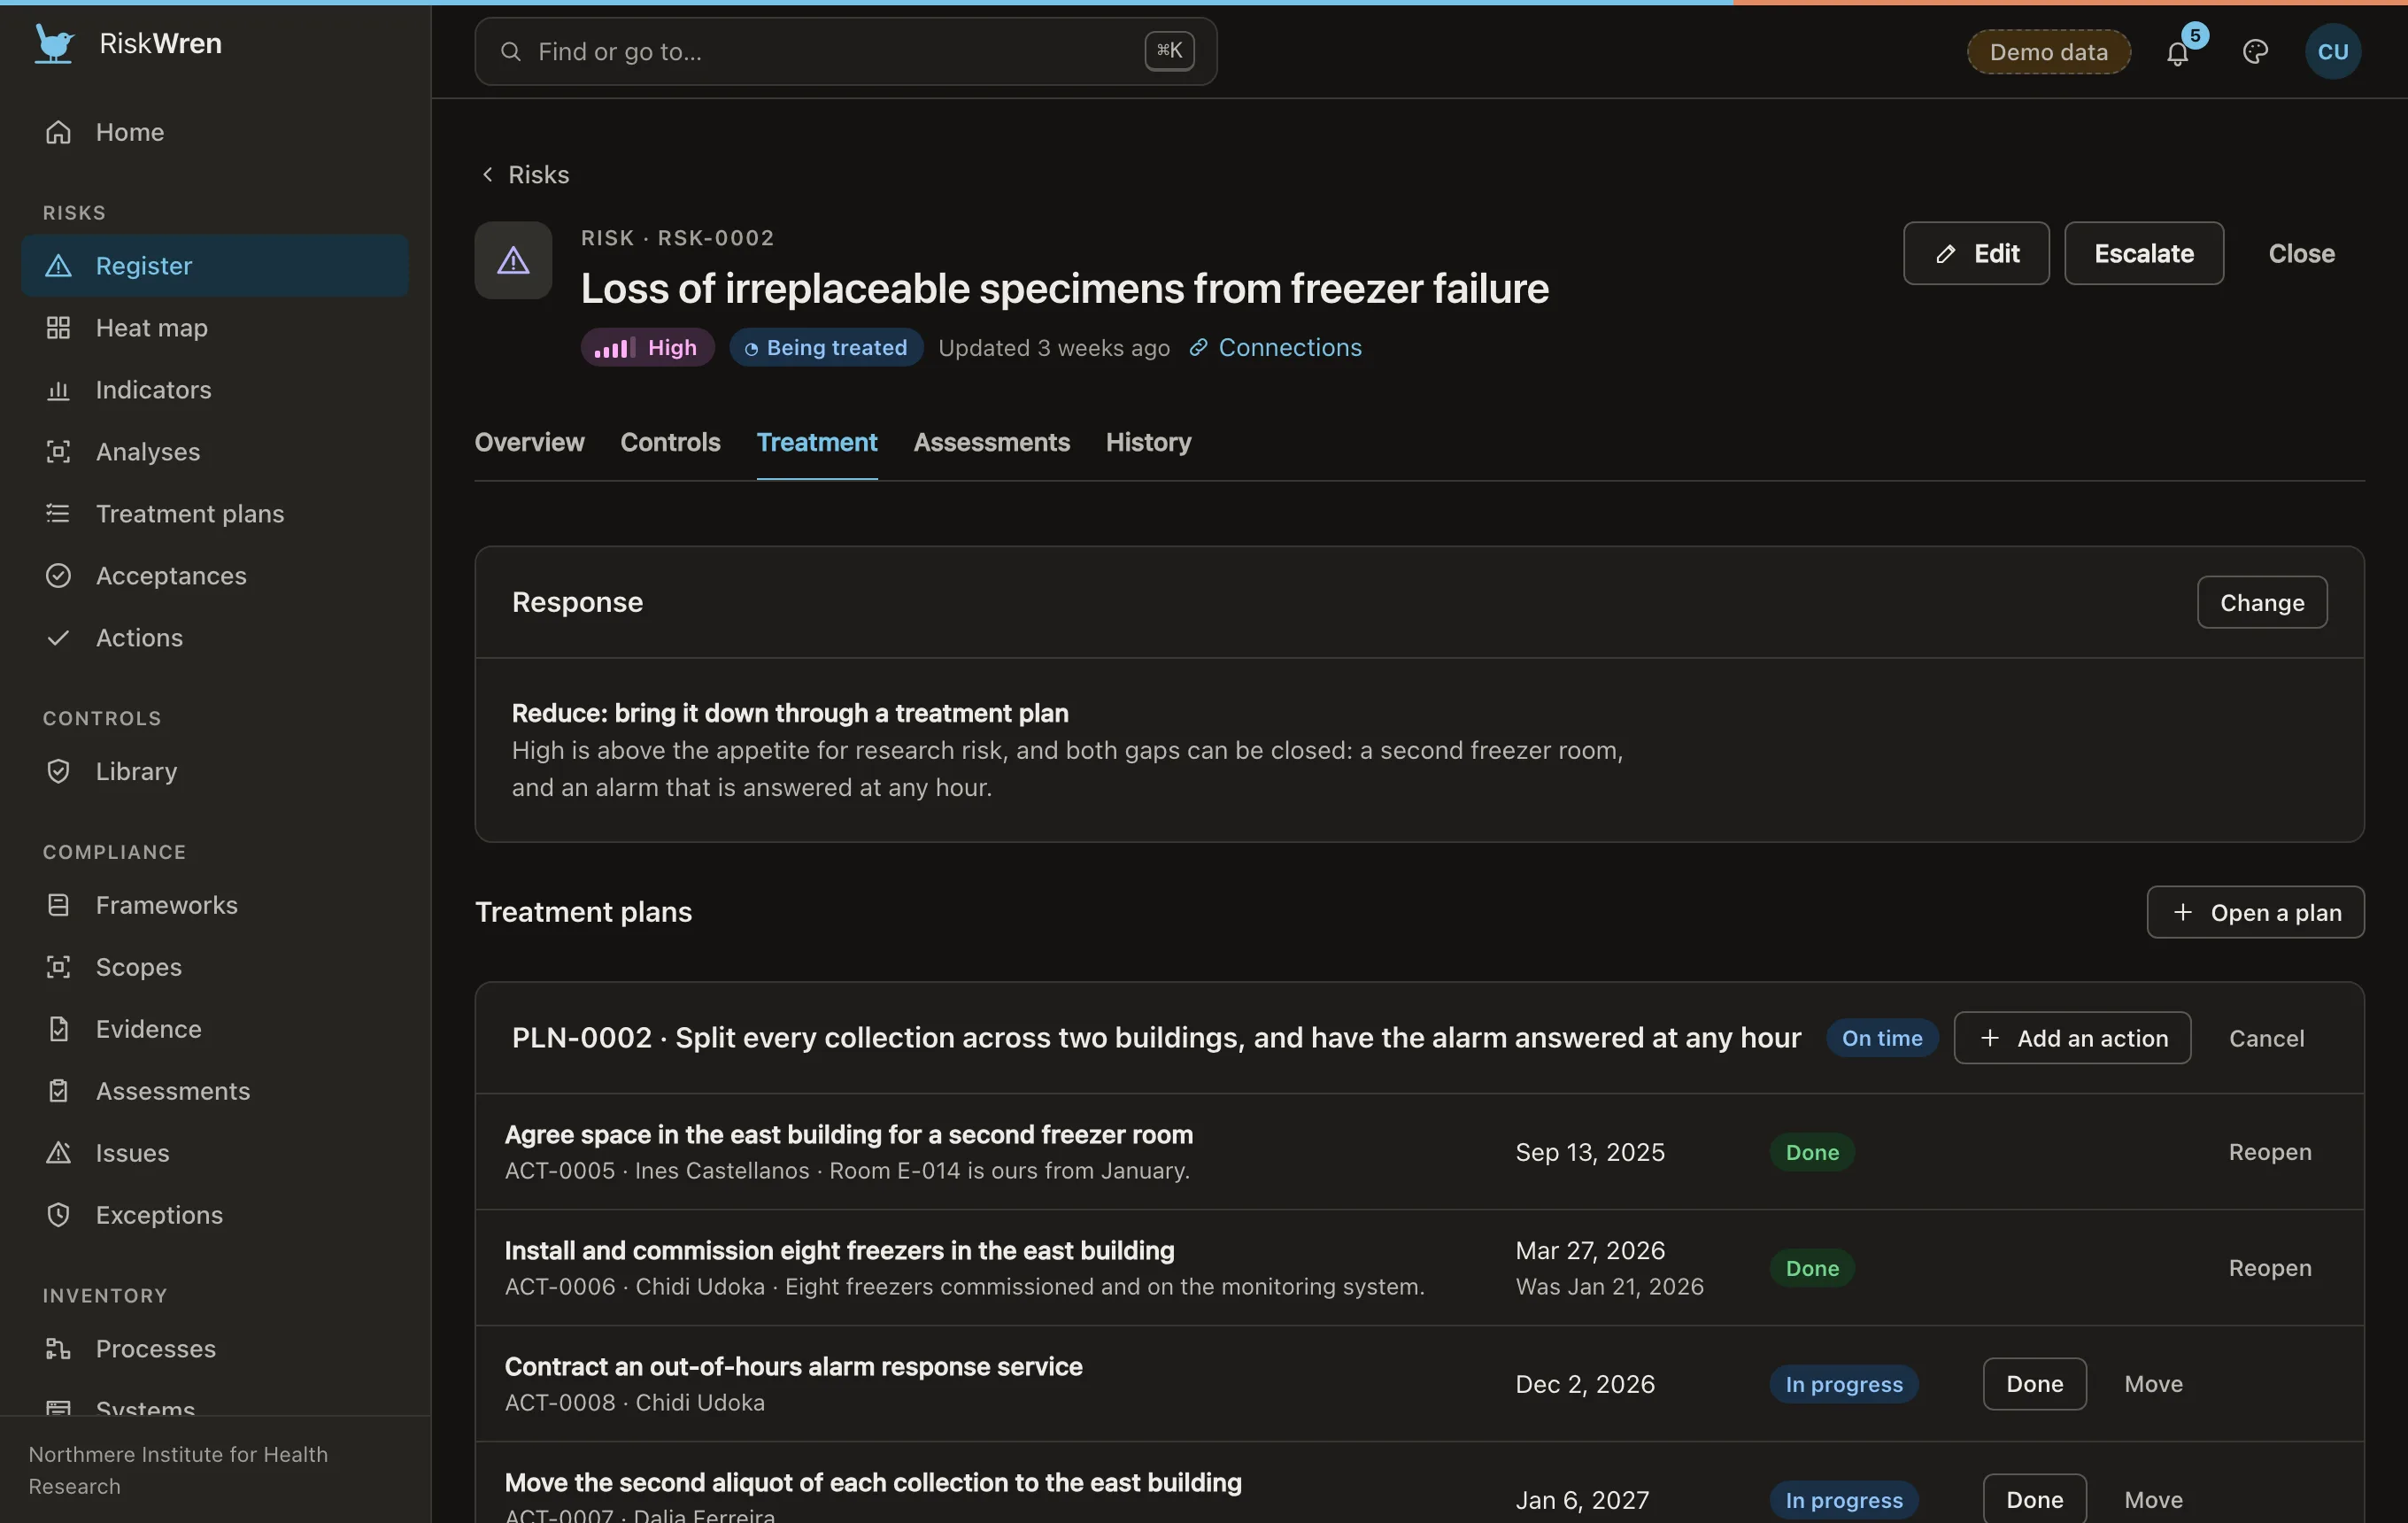 RiskWren
Find or go to...
⌘K
Demo data
5
CU
Home
RISKS
Register
Heat map
Indicators
Analyses
Treatment plans
Acceptances
Actions
CONTROLS
Library
COMPLIANCE
Frameworks
Scopes
Evidence
Assessments
Issues
Exceptions
INVENTORY
Processes
Systems
Northmere Institute for Health
Research
Risks
RISK · RSK-0002
Loss of irreplaceable specimens from freezer failure
High
Being treated
Updated 3 weeks ago
Connections
Edit
Escalate
Close
Overview
Controls
Treatment
Assessments
History
Response
Change
Reduce: bring it down through a treatment plan
High is above the appetite for research risk, and both gaps can be closed: a second freezer room,
and an alarm that is answered at any hour.
Treatment plans
Open a plan
PLN-0002 · Split every collection across two buildings, and have the alarm answered at any hour
On time
Add an action
Cancel
Agree space in the east building for a second freezer room
ACT-0005 · Ines Castellanos · Room E-014 is ours from January.
Sep 13, 2025
Done
Reopen
Install and commission eight freezers in the east building
ACT-0006 · Chidi Udoka · Eight freezers commissioned and on the monitoring system.
Mar 27, 2026
Was Jan 21, 2026
Done
Reopen
Contract an out-of-hours alarm response service
ACT-0008 · Chidi Udoka
Dec 2, 2026
In progress
Done
Move
Move the second aliquot of each collection to the east building
ACT-0007 · Dalia Ferreira
Jan 6, 2027
In progress
Done
Move